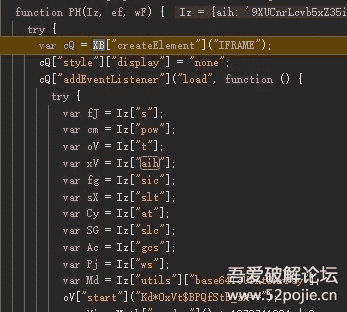 function PH(Iz, ef, wF) { Iz = {aih: '9XUCnrLcvb5xZ35i
try {
var cQ = XB["createElement"]("IFRAME");
cQ["style"]["display"] = "none";
cQ["addEventListener"]("load", function () {
try {
var fJ = Iz["s"];
var cm = Iz["pow"];
var oV = Iz["t"];
var xV = Iz["aih"];
var fg = Iz["sic"];
var sX = Iz["slt"];
var Cy = Iz["at"];
var SG = Iz["slc"];
var Ac = Iz["gcs"];
var Pj = Iz["ws"];
var Md = Iz["utils"]["base64
oV["start"]("Kd*OxVt$BPQfSt
吾爱破解论坛
www.52pojie.cn